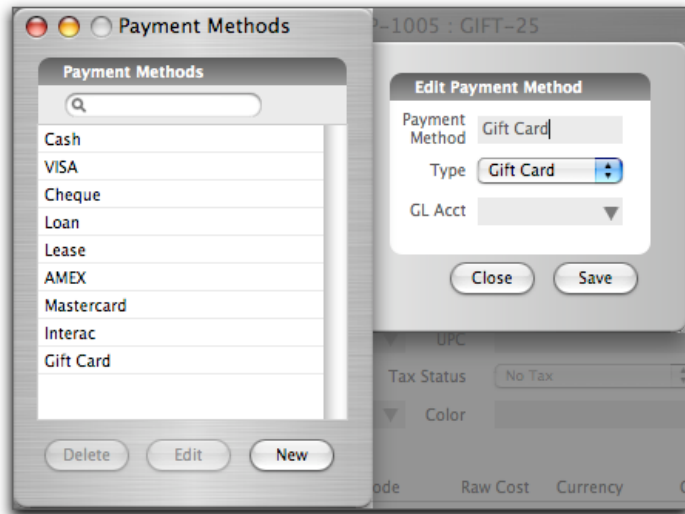 Payment Methods
P-1005 : GIFT-25
Payment Methods
Cash
VISA
Cheque
Loan
Lease
AMEX
Mastercard
Interac
Gift Card
Delete
Edit
New
Edit Payment Method
Payment Method
Gift Card
Type
Gift Card
GL Acct
Close
Save
UPC
Tax Status
No Tax
Color
ode
Raw Cost
Currency